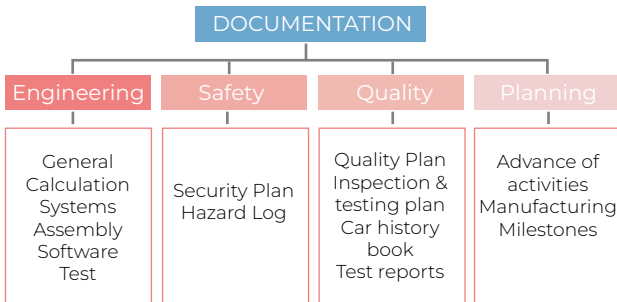 DOCUMENTATION
Engineering
Safety
Quality
Planning
General
Calculation
Systems
Assembly
Software
Test
Security Plan
Hazard Log
Quality Plan
Inspection &
testing plan
Car history
book
Test reports
Advance of
activities
Manufacturing
Milestones